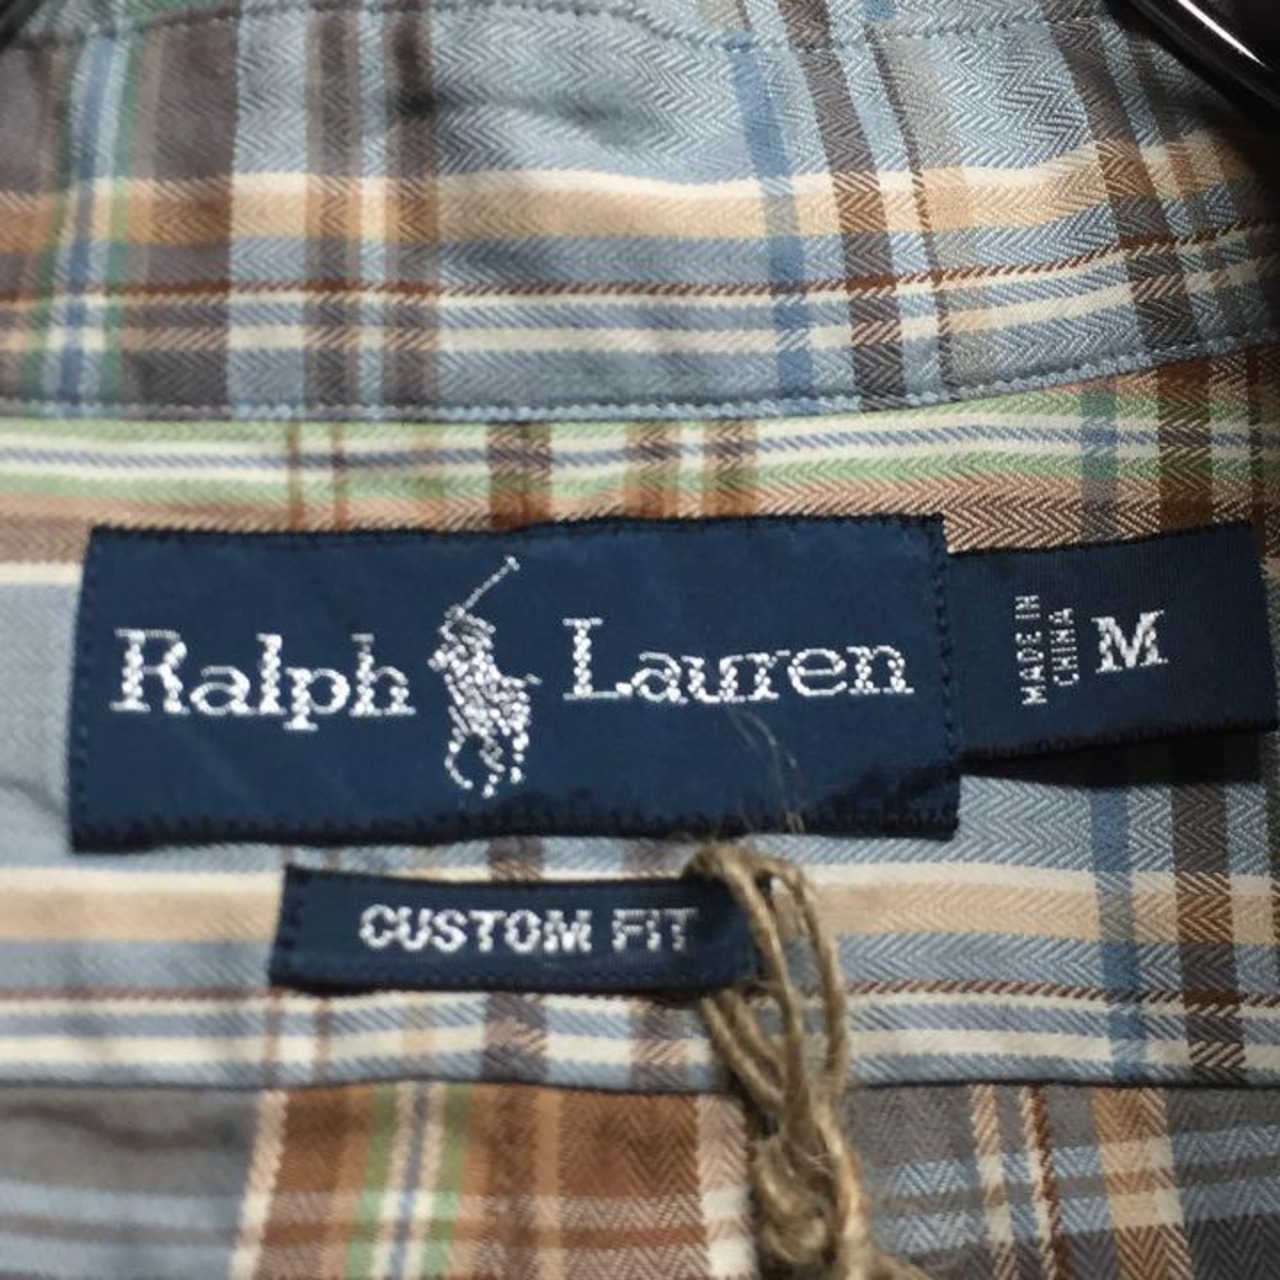 Ralph Lauren
MADE IN
CHINA
M
CUSTOM FIT